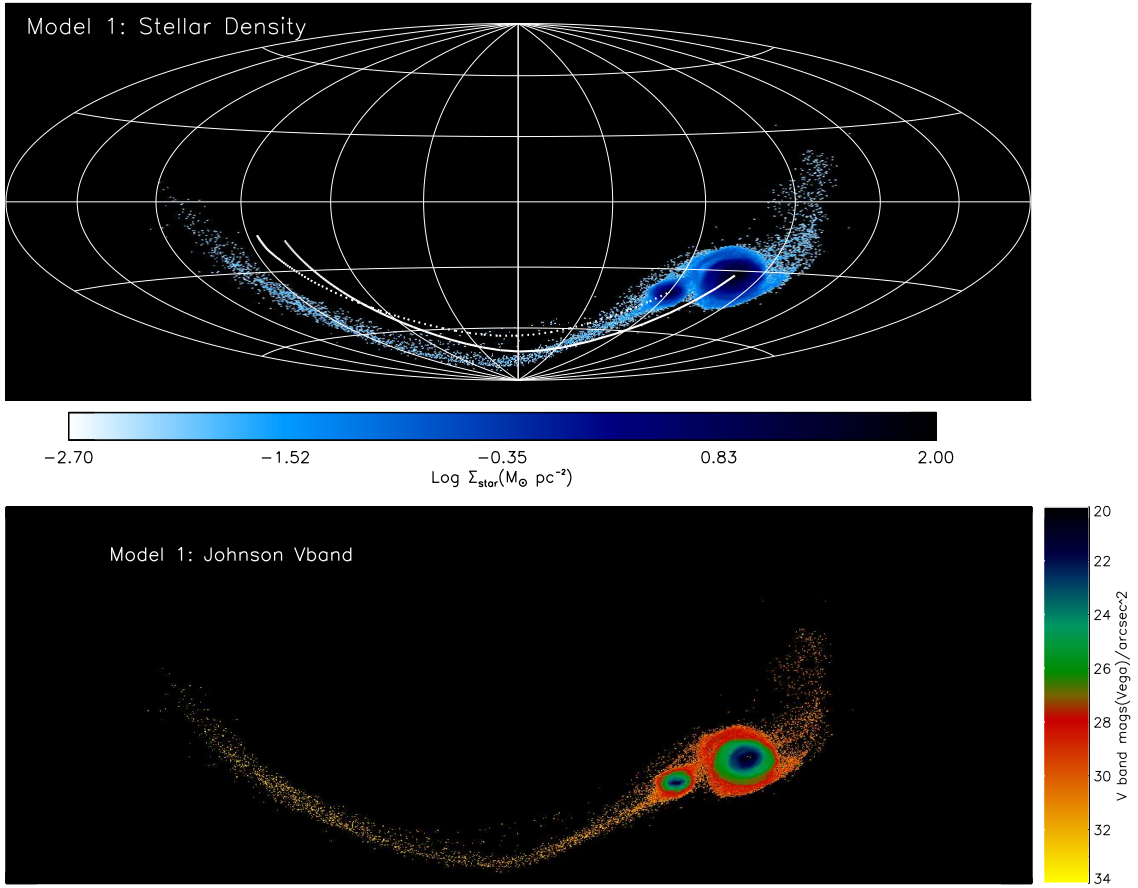 Model 1: Stellar Density
−2.70 −1.52 −0.35 0.83 2.00
Log Σstar(M⊙ pc⁻²)
Model 1: Johnson Vband
20
22
24
26
28
30
32
34
V band mags(Vega)/arcsec^2